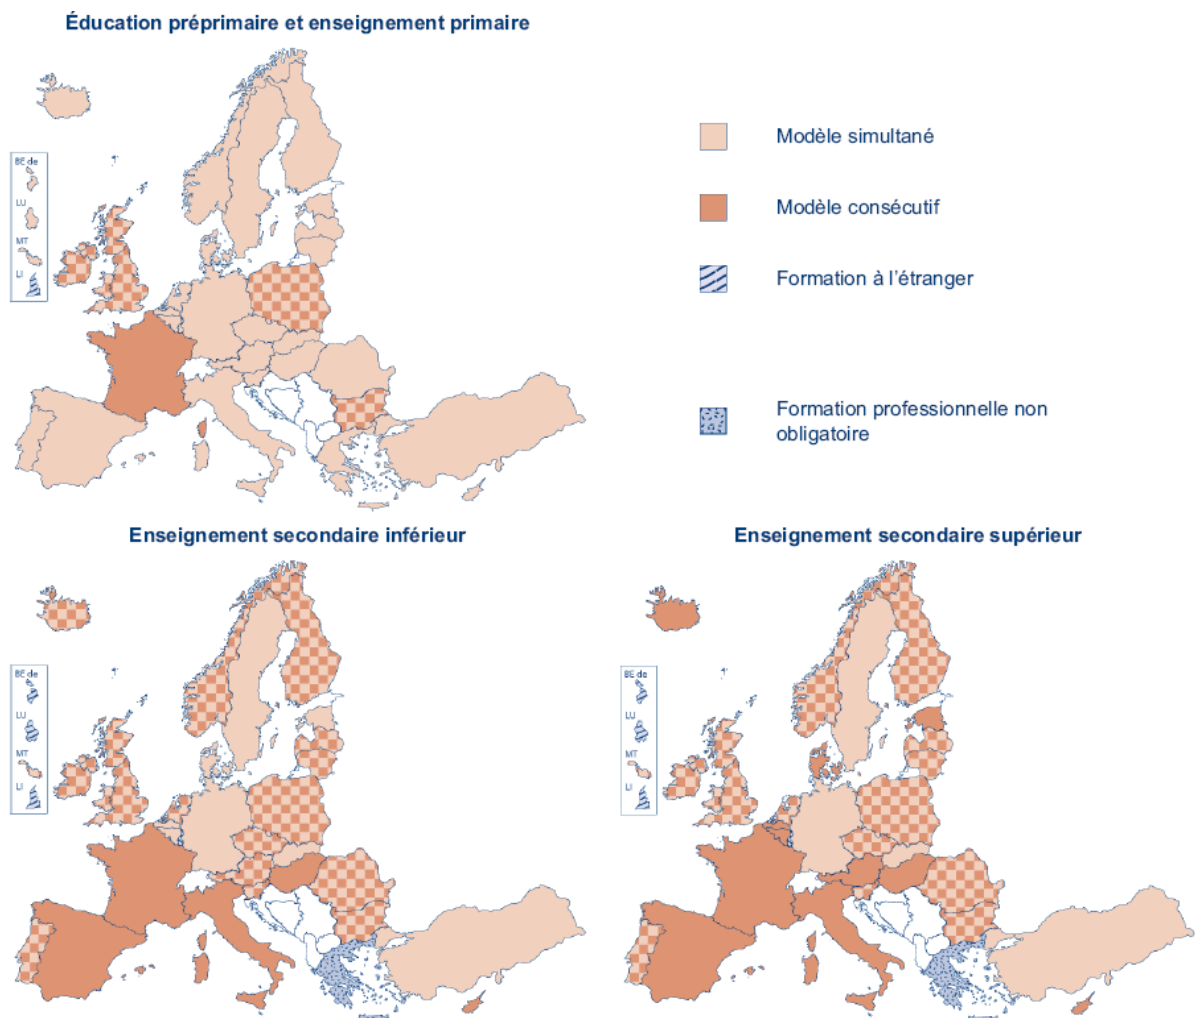 Éducation préprimaire et enseignement primaire
BE de
LU
MT
LI
Modèle simultané
Modèle consécutif
Formation à l'étranger
Formation professionnelle non
obligatoire
Enseignement secondaire inférieur
BE de
LU
MT
LI
Enseignement secondaire supérieur
BE de
LU
MT
LI